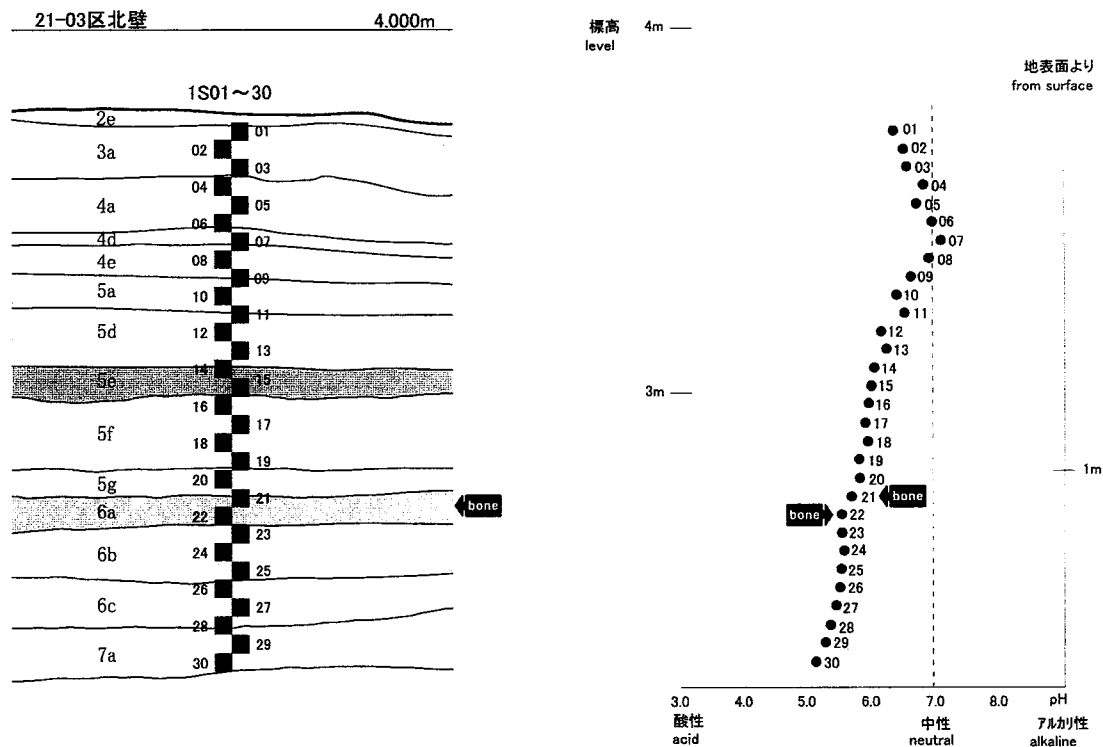 21-03区北壁 4.000m
1S01～30
2e
01
3a
02
03
04
4a
05
06
4d
07
4e
08
09
5a
10
11
5d
12
13
14
5e
15
16
17
5f
18
19
20
5g
21
6a
22
23
6b
24
25
26
6c
27
28
29
7a
30
bone
標高
level
4m
地表面より
from surface
01
02
03
04
05
06
07
08
09
10
11
12
13
14
3m
15
16
17
18
19
1m
20
21
bone
bone
22
23
24
25
26
27
28
29
30
3.0 4.0 5.0 6.0 7.0 8.0 pH
酸性 中性 アルカリ性
acid neutral alkaline